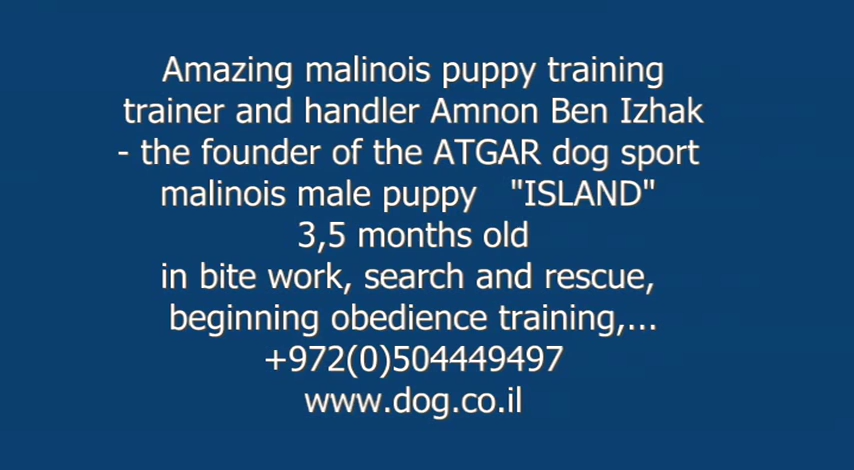 Amazing malinois puppy training
trainer and handler Amnon Ben Izhak
- the founder of the ATGAR dog sport
malinois male puppy "ISLAND"
3,5 months old
in bite work, search and rescue,
beginning obedience training,...
+972(0)504449497
www.dog.co.il